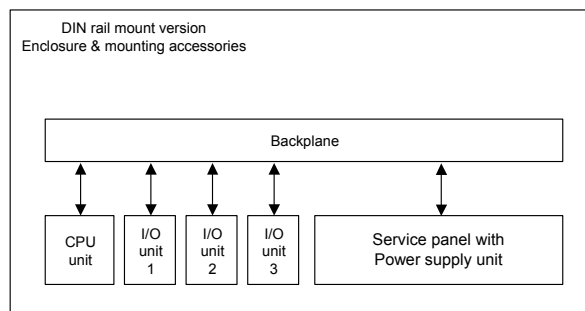 DIN rail mount version
Enclosure & mounting accessories
Backplane
CPU
unit
I/O
unit
1
I/O
unit
2
I/O
unit
3
Service panel with
Power supply unit